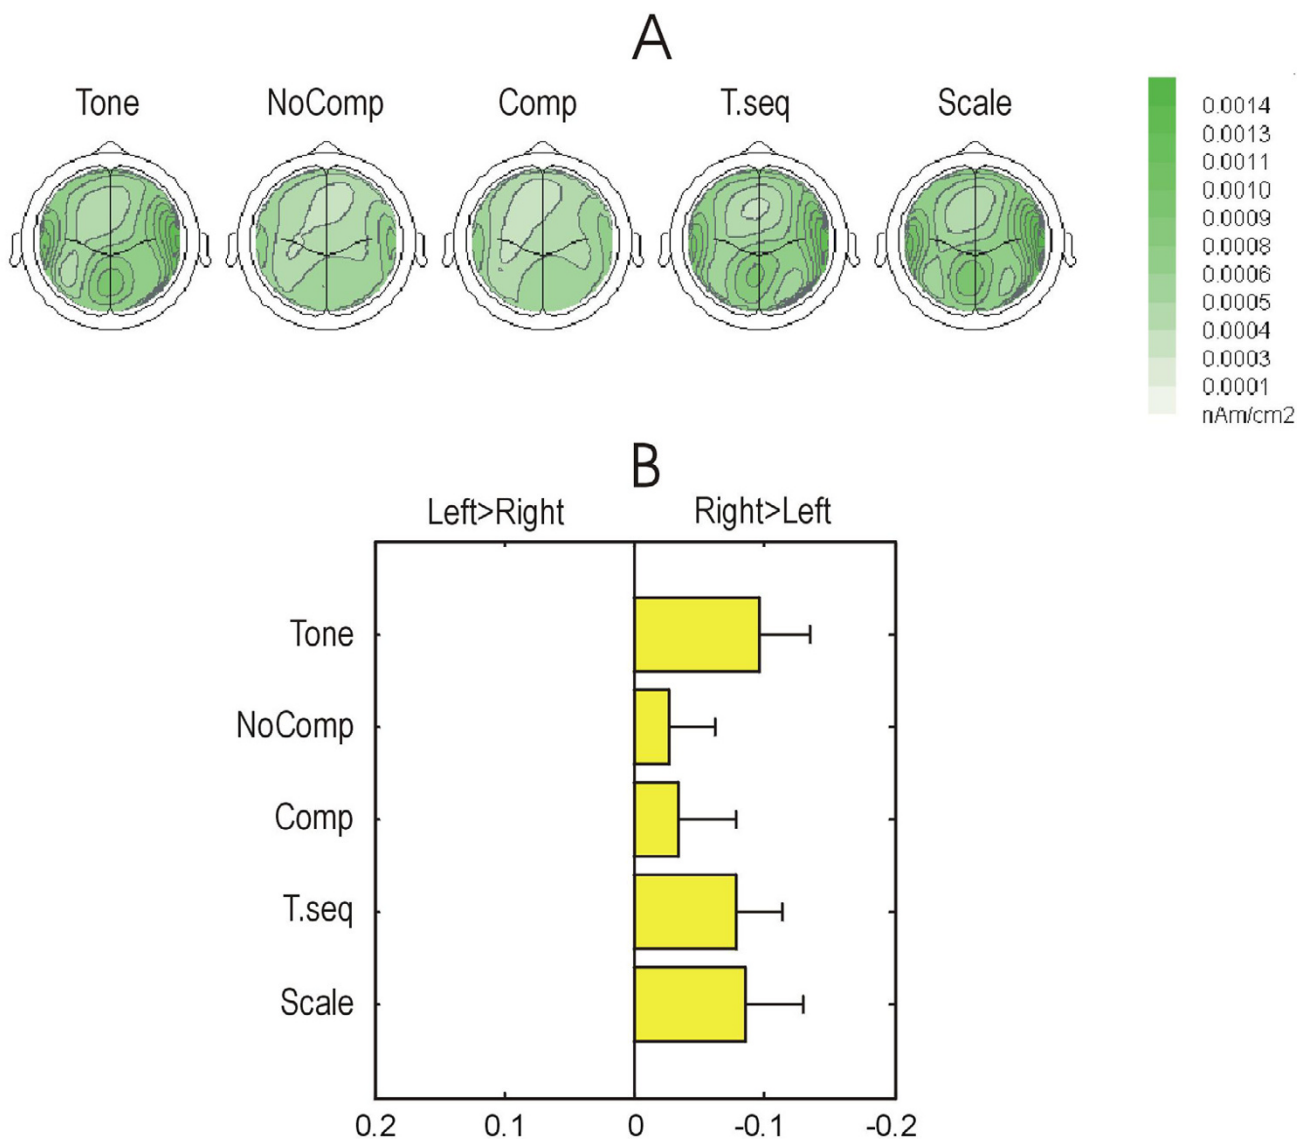 A
Tone NoComp Comp T.seq Scale
0.0014
0.0013
0.0011
0.0010
0.0009
0.0008
0.0006
0.0005
0.0004
0.0003
0.0001
nAm/cm2
B
Left>Right Right>Left
Tone
NoComp
Comp
T.seq
Scale
0.2 0.1 0 -0.1 -0.2